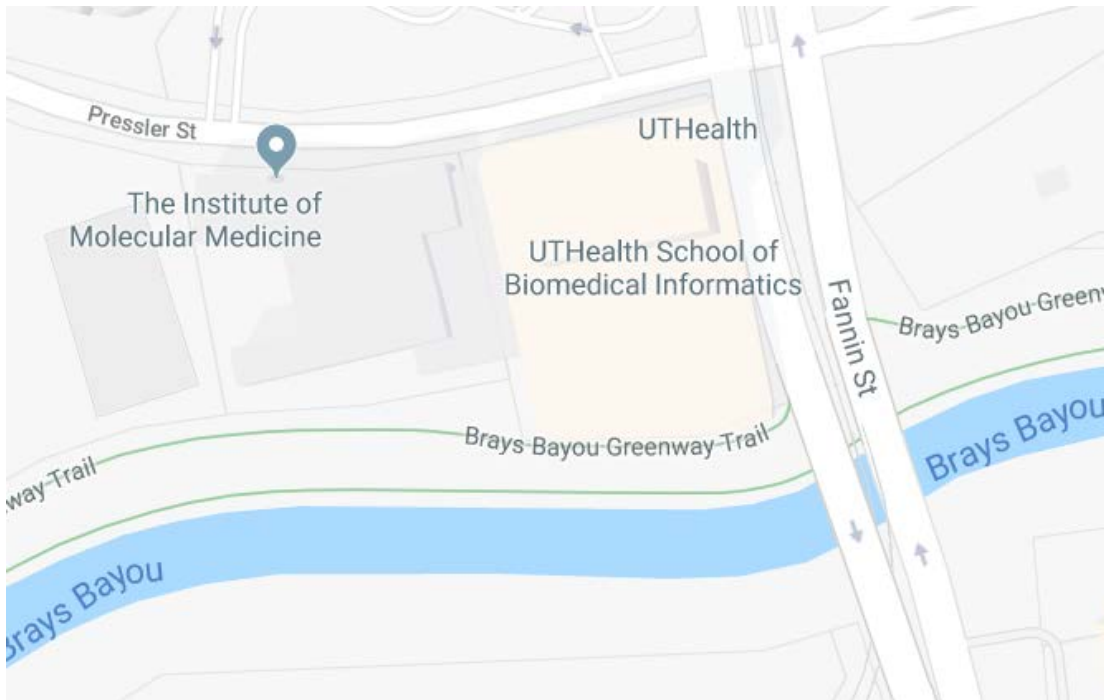 Pressler St
UTHealth
The Institute of
Molecular Medicine
UTHealth School of
Biomedical Informatics
Fannin St
Brays Bayou Greenw
Brays Bayou
Brays Bayou Greenway Trail
way Trail
Brays Bayou